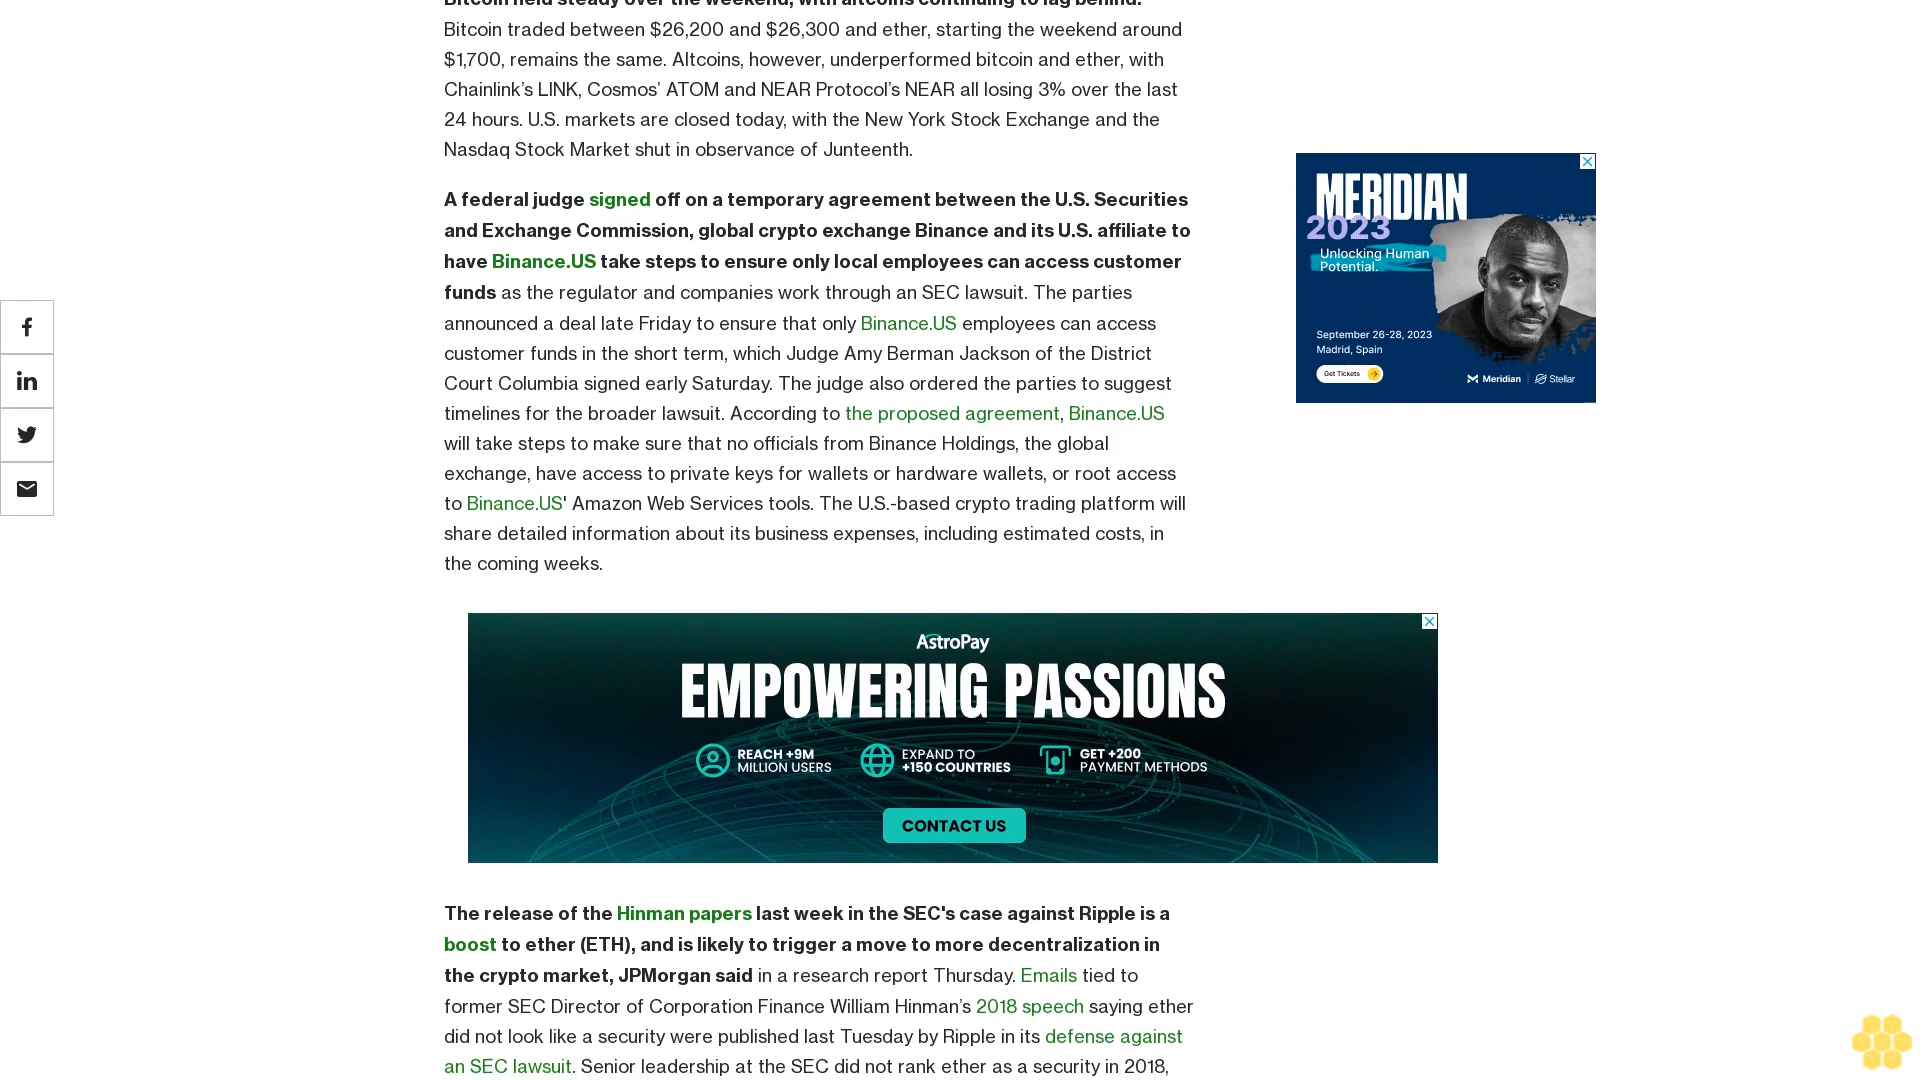 Bitcoin held steady over the weekend, with altcoins continuing to lag behind.
Bitcoin traded between $26,200 and $26,300 and ether, starting the weekend around
$1,700, remains the same. Altcoins, however, underperformed bitcoin and ether, with
Chainlink’s LINK, Cosmos’ ATOM and NEAR Protocol’s NEAR all losing 3% over the last
24 hours. U.S. markets are closed today, with the New York Stock Exchange and the
Nasdaq Stock Market shut in observance of Junteenth.
A federal judge signed off on a temporary agreement between the U.S. Securities
and Exchange Commission, global crypto exchange Binance and its U.S. affiliate to
have Binance.US take steps to ensure only local employees can access customer
funds as the regulator and companies work through an SEC lawsuit. The parties
announced a deal late Friday to ensure that only Binance.US employees can access
customer funds in the short term, which Judge Amy Berman Jackson of the District
Court Columbia signed early Saturday. The judge also ordered the parties to suggest
timelines for the broader lawsuit. According to the proposed agreement, Binance.US
will take steps to make sure that no officials from Binance Holdings, the global
exchange, have access to private keys for wallets or hardware wallets, or root access
to Binance.US' Amazon Web Services tools. The U.S.-based crypto trading platform will
share detailed information about its business expenses, including estimated costs, in
the coming weeks.
MERIDIAN
2023
Unlocking Human
Potential.
September 26-28, 2023
Madrid, Spain
Get Tickets
Meridian | Stellar
AstroPay
EMPOWERING PASSIONS
REACH +9M
MILLION USERS
EXPAND TO
+150 COUNTRIES
GET +200
PAYMENT METHODS
CONTACT US
The release of the Hinman papers last week in the SEC's case against Ripple is a
boost to ether (ETH), and is likely to trigger a move to more decentralization in
the crypto market, JPMorgan said in a research report Thursday. Emails tied to
former SEC Director of Corporation Finance William Hinman’s 2018 speech saying ether
did not look like a security were published last Tuesday by Ripple in its defense against
an SEC lawsuit. Senior leadership at the SEC did not rank ether as a security in 2018,